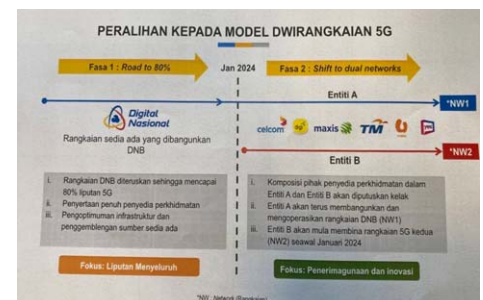 PERALIHAN KEPADA MODEL DWIRANGKAIAN 5G
Fasa 1 : Road to 80%
Jan 2024
Fasa 2 : Shift to dual networks
Entiti A
*NW1
Digital
Nasional
Rangkaian sedia ada yang dibangunkan
DNB
celcom
maxis
TM
U
Entiti B
*NW2
i. Rangkaian DNB diteruskan sehingga mencapai
80% liputan 5G
ii. Penyertaan penuh penyedia perkhidmatan
iii. Pengoptimuman infrastruktur dan
penggemblengan sumber sedia ada
i. Komposisi pihak penyedia perkhidmatan dalam
Entiti A dan Entiti B akan diputuskan kelak
ii. Entiti A akan terus membangunkan dan
mengoperasikan rangkaian DNB (NW1)
iii. Entiti B akan mula membina rangkaian 5G kedua
(NW2) seawal Januari 2024
Fokus: Liputan Menyeluruh
Fokus: Penerimagunaan dan inovasi
*NW : Network (Rangkaian)